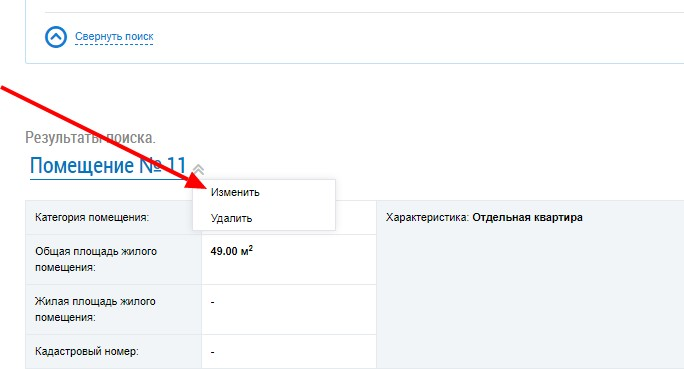 Свернуть поиск
Результаты поиска.
Помещение № 11
Изменить
Удалить
Категория помещения:
Характеристика: Отдельная квартира
Общая площадь жилого
помещения:
49.00 м²
Жилая площадь жилого
помещения:
-
Кадастровый номер:
-